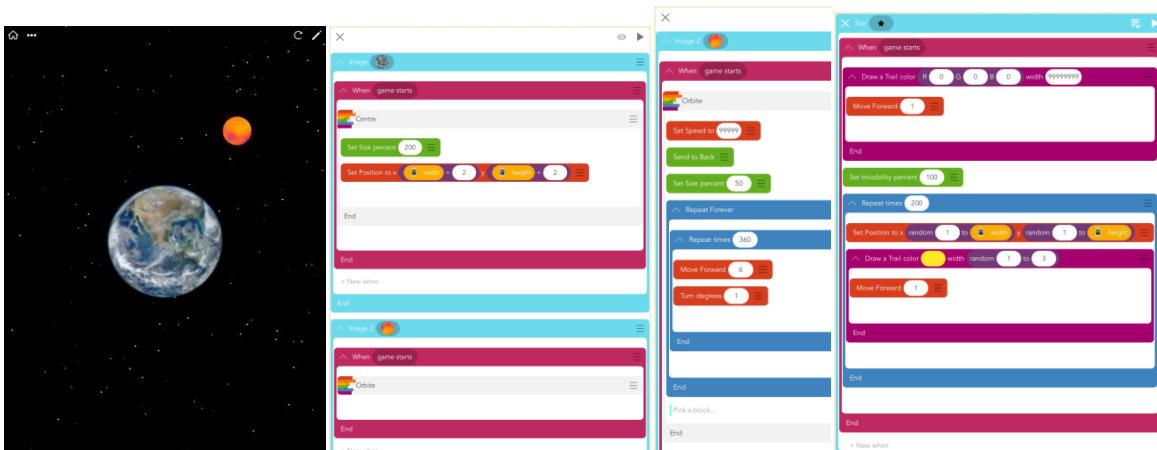 Image
When game starts
Centre
Set Size percent 200
Set Position to x width ÷ 2 y height ÷ 2
End
End
+ New when
End
Image 2
When game starts
Orbite
End
Image 2
When game starts
Orbite
Set Speed to 99999
Send to Back
Set Size percent 50
Repeat Forever
Repeat times 360
Move Forward 6
Turn degrees 1
End
End
Pick a block...
End
Star
When game starts
Draw a Trail color R 0 G 0 B 0 width 99999999
Move Forward 1
End
Set Invisibility percent 100
Repeat times 200
Set Position to x random 1 to width y random 1 to height
Draw a Trail color width random 1 to 3
Move Forward 1
End
End
End
+ New when